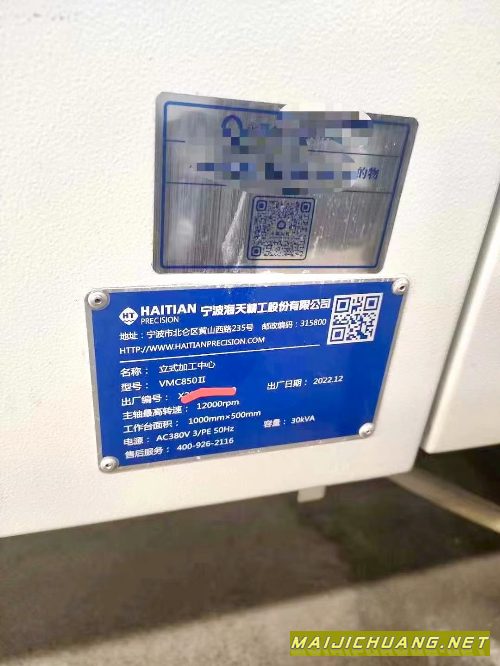 的物
HT HAITIAN PRECISION 宁波海天精工股份有限公司
地址: 宁波市北仑区黄山西路235号 邮政编码: 315800
HTTP://WWW.HAITIANPRECISION.COM
名称: 立式加工中心
型号: VMC850II 出厂日期: 2022.12
出厂编号:
主轴最高转速: 12000rpm
工作台面积: 1000mm×500mm
电源: AC380V 3/PE 50Hz 容量: 30kVA
售后服务: 400-926-2116
MAIJICHUANG.NET